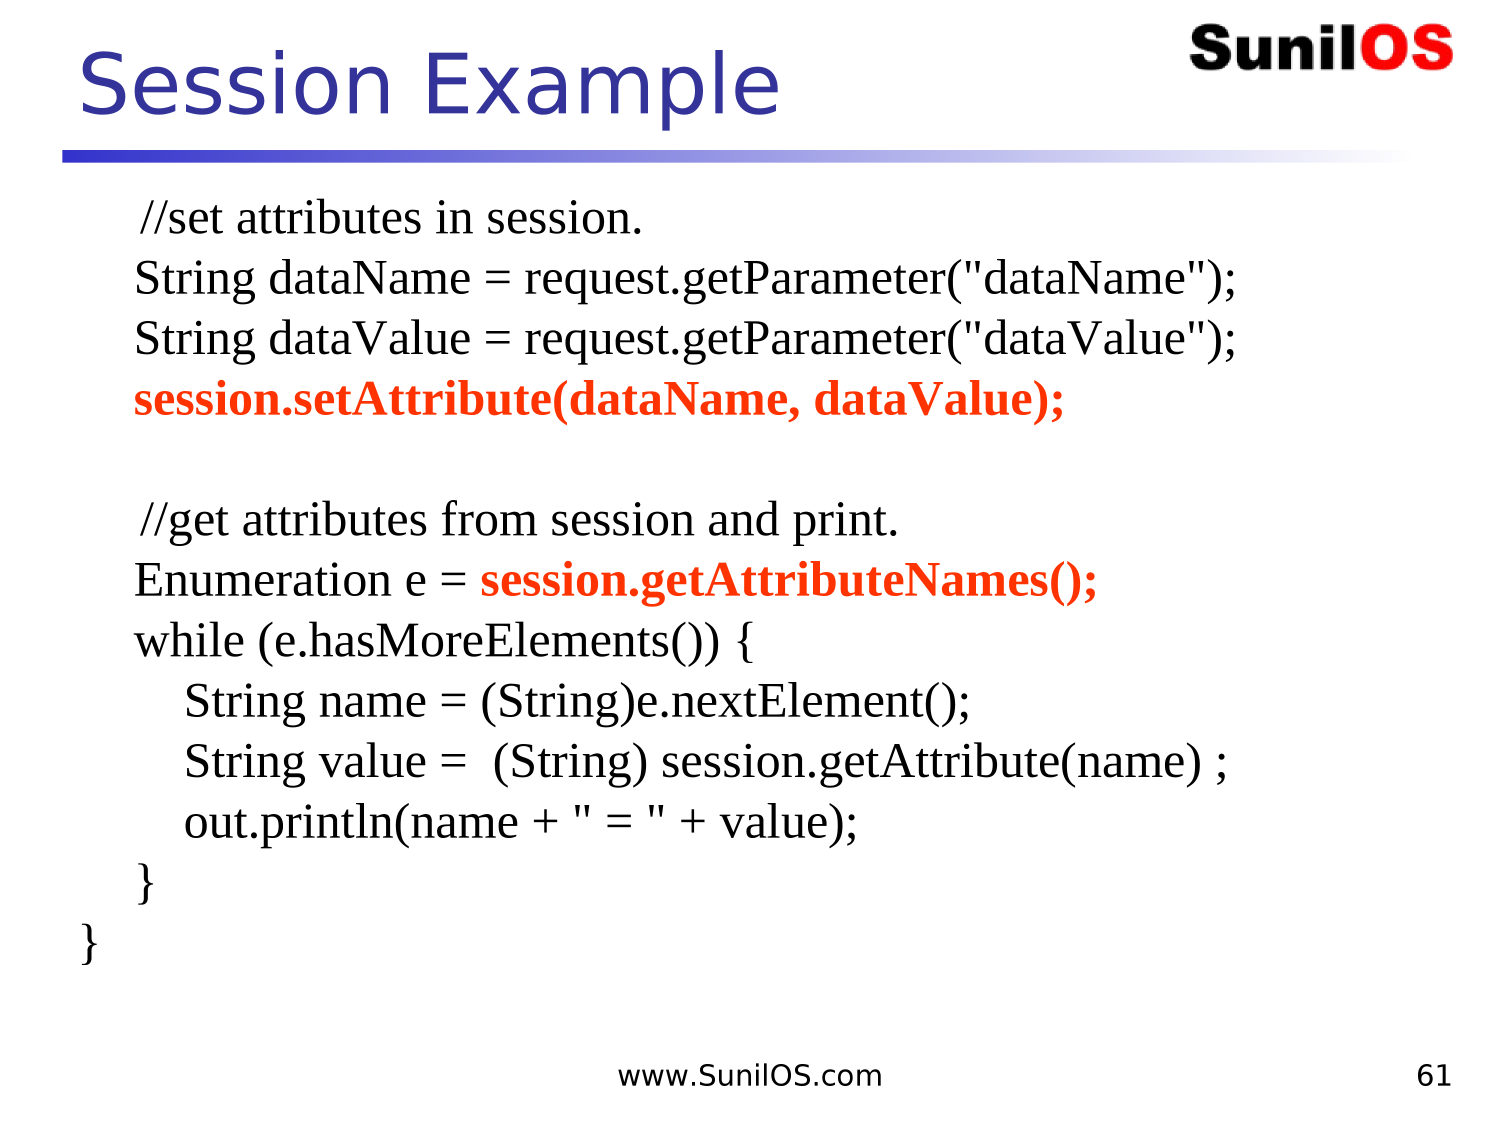 Session Example
SunilOS
//set attributes in session.
String dataName = request.getParameter("dataName");
String dataValue = request.getParameter("dataValue");
session.setAttribute(dataName, dataValue);
//get attributes from session and print.
Enumeration e = session.getAttributeNames();
while (e.hasMoreElements()) {
String name = (String)e.nextElement();
String value =  (String) session.getAttribute(name) ;
out.println(name + " = " + value);
}
}
www.SunilOS.com
61